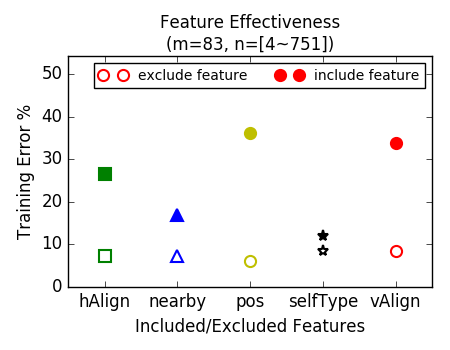 Feature Effectiveness
(m=83, n=[4~751])
exclude feature include feature
Training Error %
50
40
30
20
10
0
hAlign nearby pos selfType vAlign
Included/Excluded Features